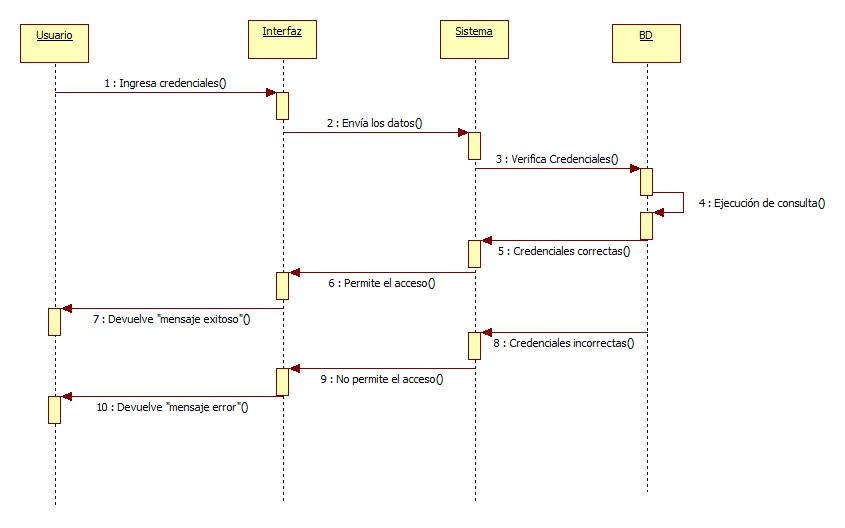 Usuario
Interfaz
Sistema
BD
1 : Ingresa credenciales()
2 : Envía los datos()
3 : Verifica Credenciales()
4 : Ejecución de consulta()
5 : Credenciales correctas()
6 : Permite el acceso()
7 : Devuelve "mensaje exitoso"()
8 : Credenciales incorrectas()
9 : No permite el acceso()
10 : Devuelve "mensaje error"()